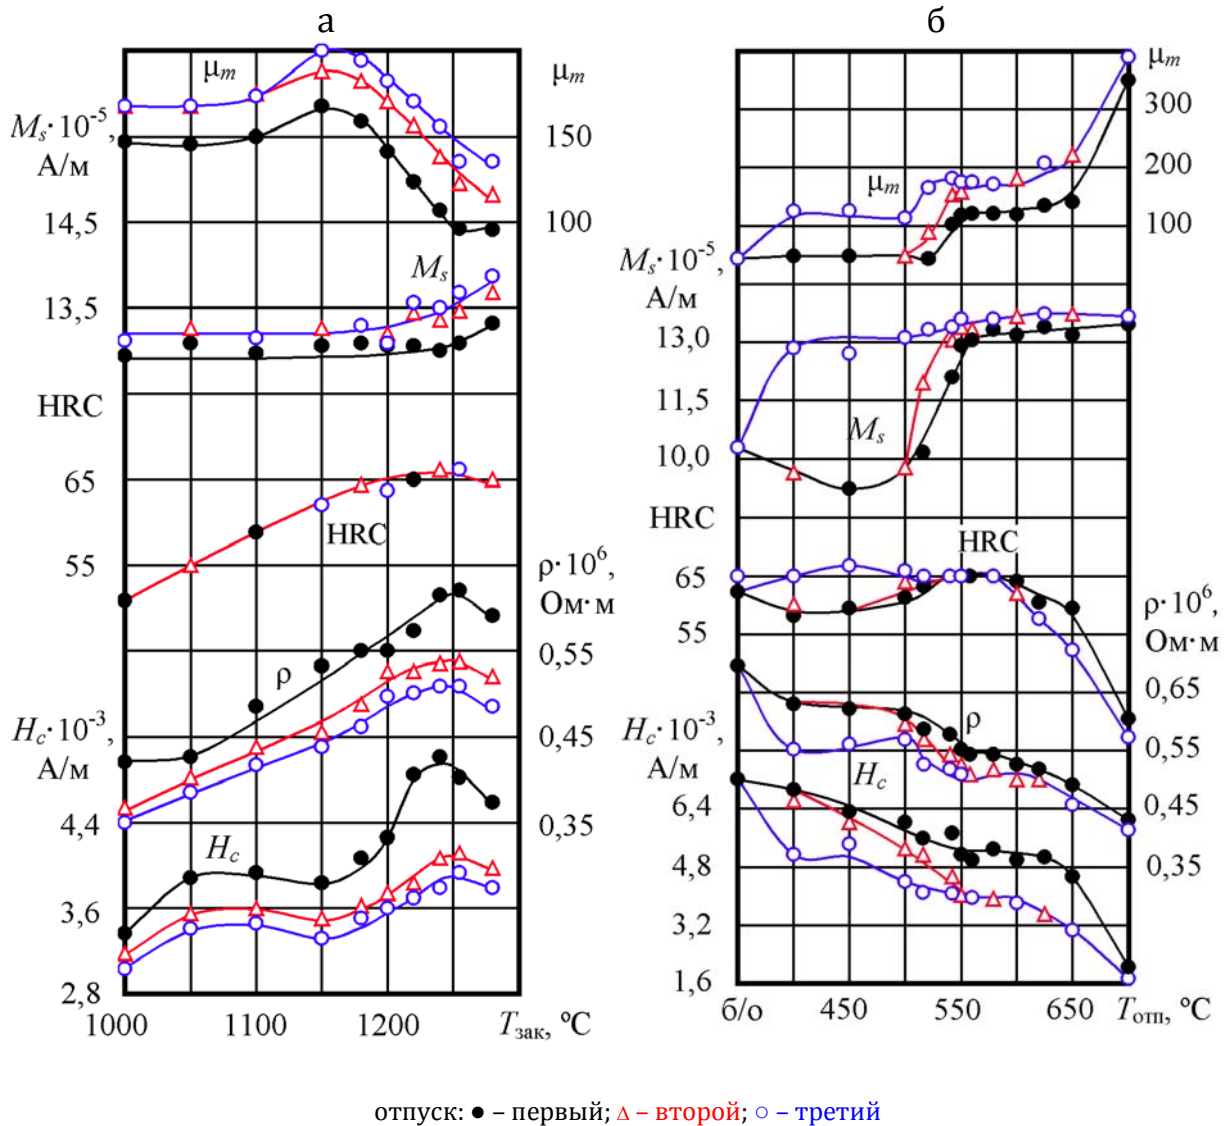 а
μm
Ms· 10-5,
А/м
14,5
13,5
HRC
65
55
Hc·10-3,
А/м
4,4
3,6
2,8
μm
150
100
Ms
HRC
ρ·106,
Ом·м
0,55
0,45
0,35
ρ
Hc
1000
1100
1200
Tзак, ºС
б
μm
300
200
100
μm
Ms· 10-5,
А/м
13,0
11,5
10,0
Ms
HRC
HRC
65
55
ρ·106,
Ом·м
0,65
0,55
0,45
0,35
Hc·10-3,
А/м
6,4
4,8
3,2
1,6
ρ
Hc
б/о
450
550
650
Tотп, ºС
отпуск: ● – первый; Δ – второй; ○ – третий